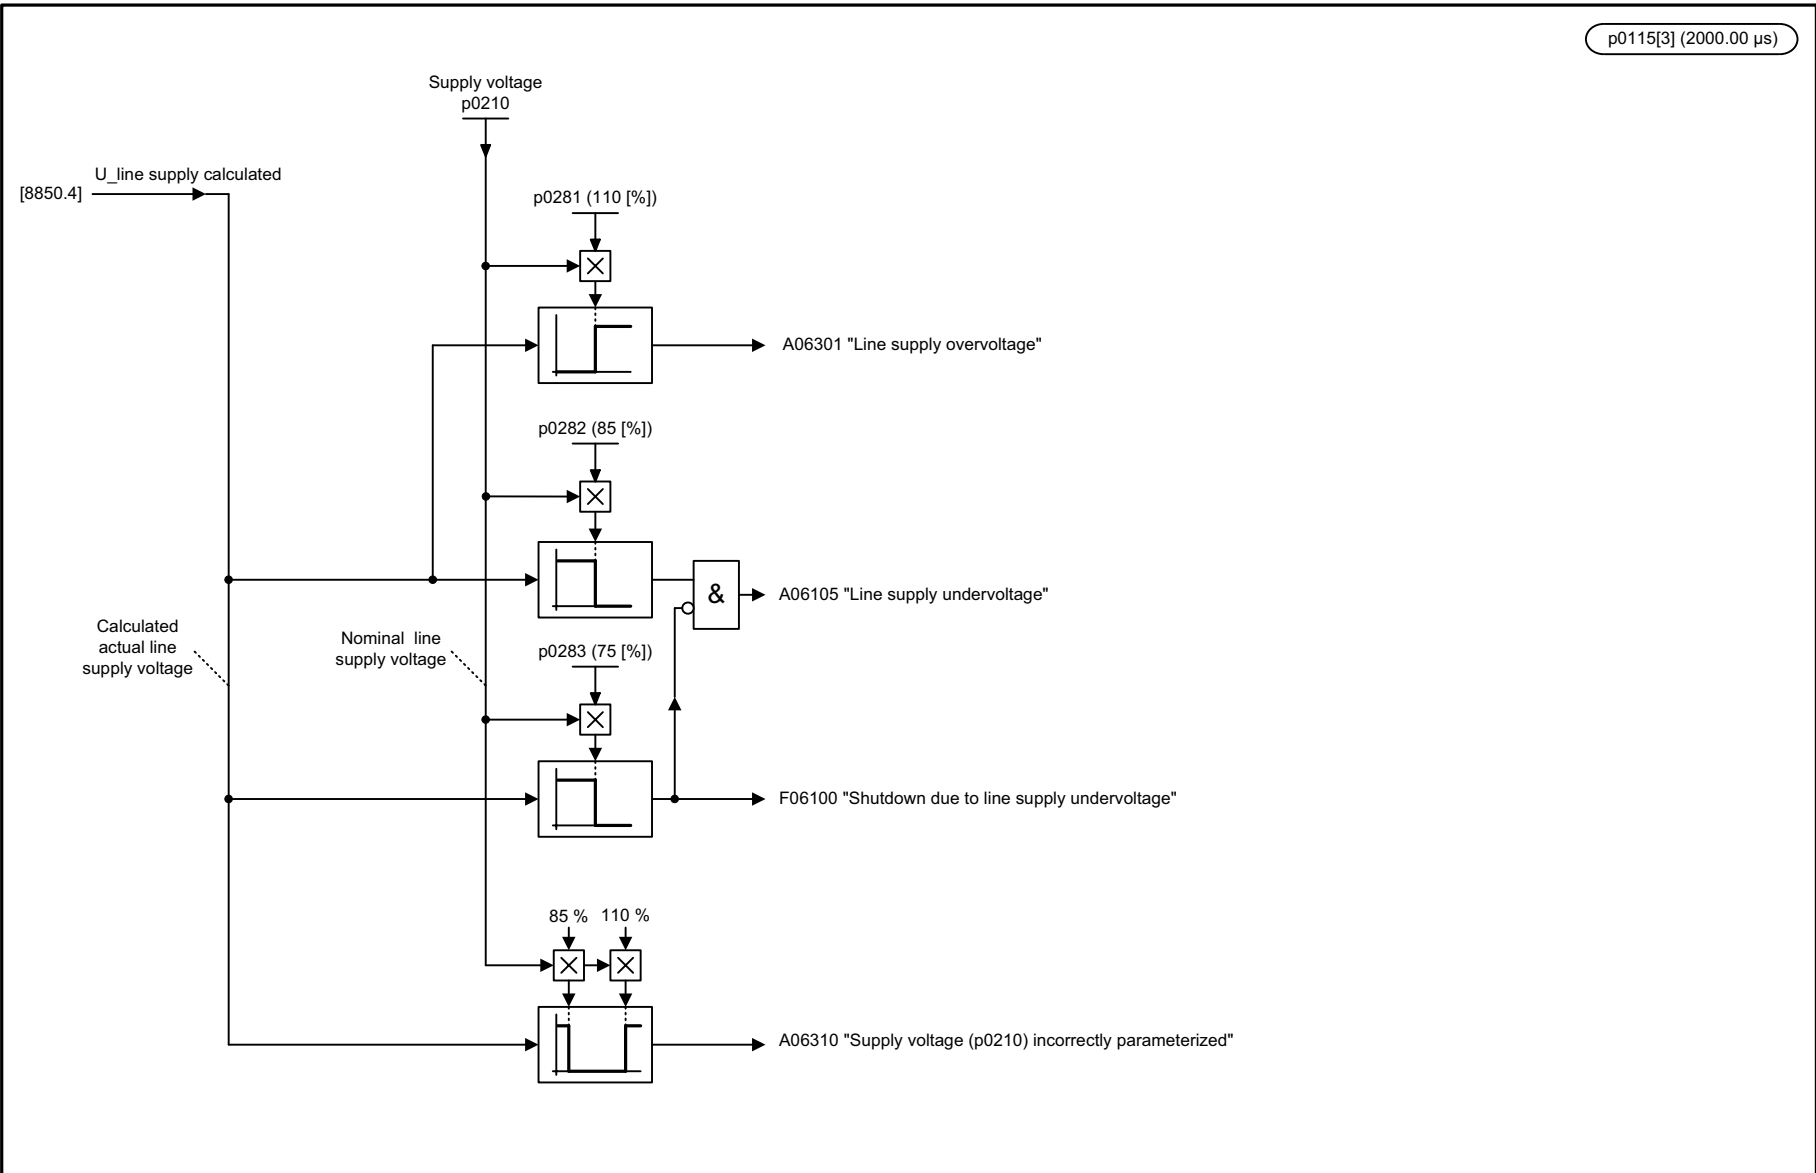 p0115[3] (2000.00 µs)
Supply voltage
p0210
U_line supply calculated
[8850.4]
p0281 (110 [%])
A06301 "Line supply overvoltage"
p0282 (85 [%])
&
A06105 "Line supply undervoltage"
Calculated
actual line
supply voltage
Nominal line
supply voltage
p0283 (75 [%])
F06100 "Shutdown due to line supply undervoltage"
85 %
110 %
A06310 "Supply voltage (p0210) incorrectly parameterized"